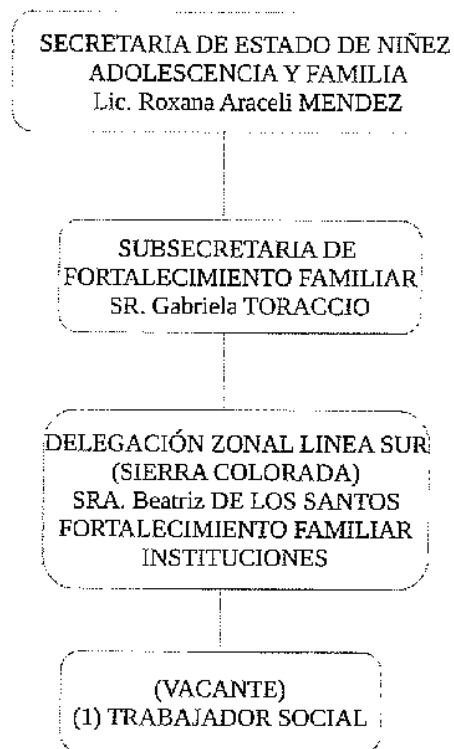 SECRETARIA DE ESTADO DE NIÑEZ
ADOLESCENCIA Y FAMILIA
Lic. Roxana Araceli MENDEZ
SUBSECRETARIA DE
FORTALECIMIENTO FAMILIAR
SR. Gabriela TORACCIO
DELEGACIÓN ZONAL LINEA SUR
(SIERRA COLORADA)
SRA. Beatriz DE LOS SANTOS
FORTALECIMIENTO FAMILIAR
INSTITUCIONES
(VACANTE)
(1) TRABAJADOR SOCIAL